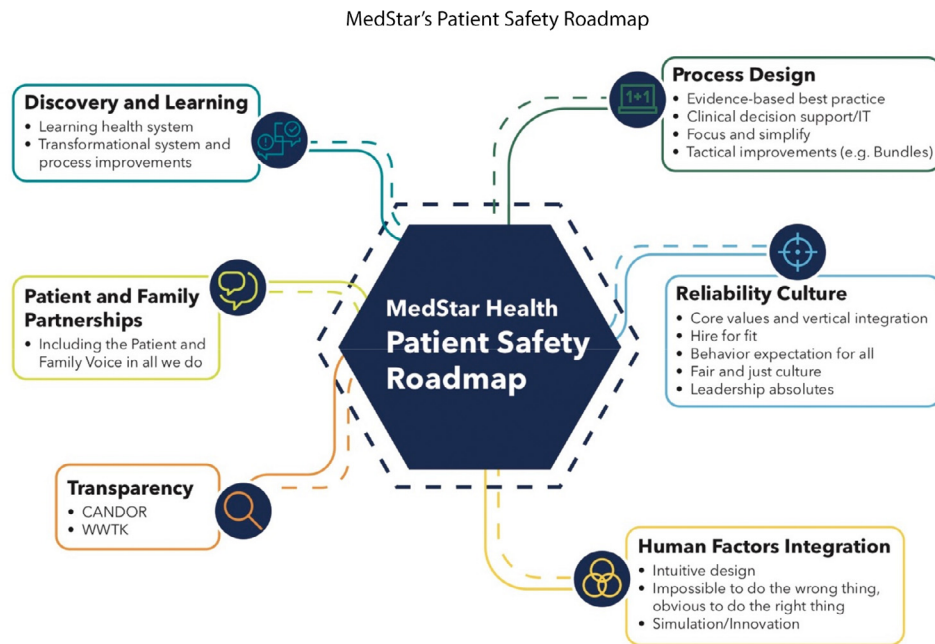 MedStar's Patient Safety Roadmap
Discovery and Learning
• Learning health system
• Transformational system and
process improvements
Patient and Family
Partnerships
• Including the Patient and
Family Voice in all we do
Transparency
• CANDOR
• WWTK
MedStar Health
Patient Safety
Roadmap
1+1
Process Design
• Evidence-based best practice
• Clinical decision support/IT
• Focus and simplify
• Tactical improvements (e.g. Bundles)
Reliability Culture
• Core values and vertical integration
• Hire for fit
• Behavior expectation for all
• Fair and just culture
• Leadership absolutes
Human Factors Integration
• Intuitive design
• Impossible to do the wrong thing,
obvious to do the right thing
• Simulation/Innovation